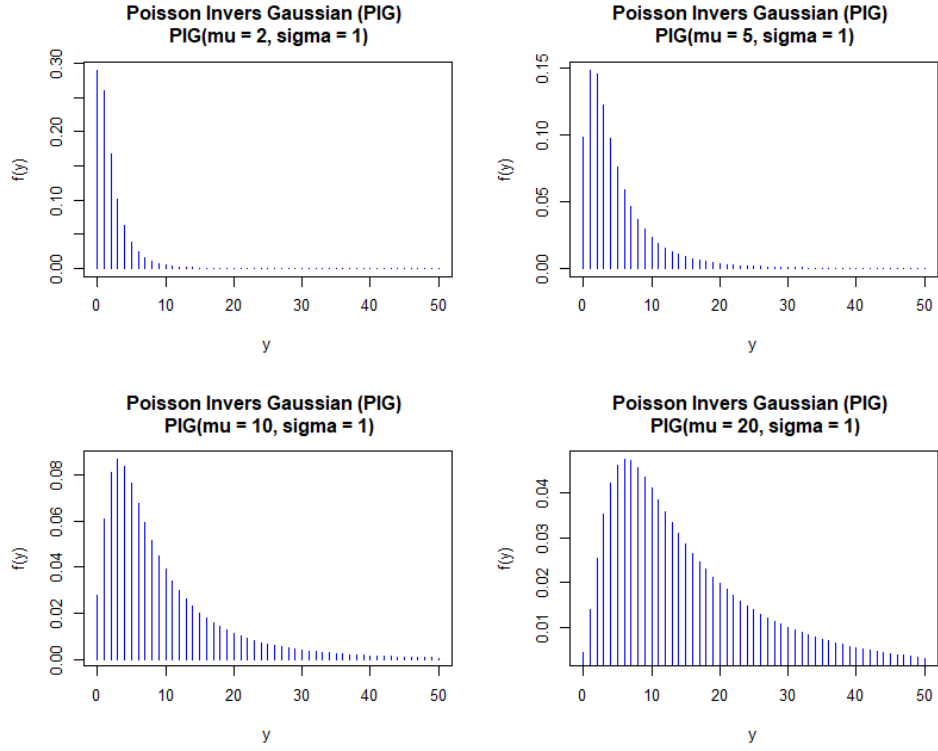 Poisson Invers Gaussian (PIG)
PIG(mu = 2, sigma = 1)
f(y)
0.30
0.20
0.10
0.00
0 10 20 30 40 50
y
Poisson Invers Gaussian (PIG)
PIG(mu = 5, sigma = 1)
f(y)
0.15
0.10
0.05
0.00
0 10 20 30 40 50
y
Poisson Invers Gaussian (PIG)
PIG(mu = 10, sigma = 1)
f(y)
0.08
0.06
0.04
0.02
0.00
0 10 20 30 40 50
y
Poisson Invers Gaussian (PIG)
PIG(mu = 20, sigma = 1)
f(y)
0.04
0.03
0.02
0.01
0 10 20 30 40 50
y